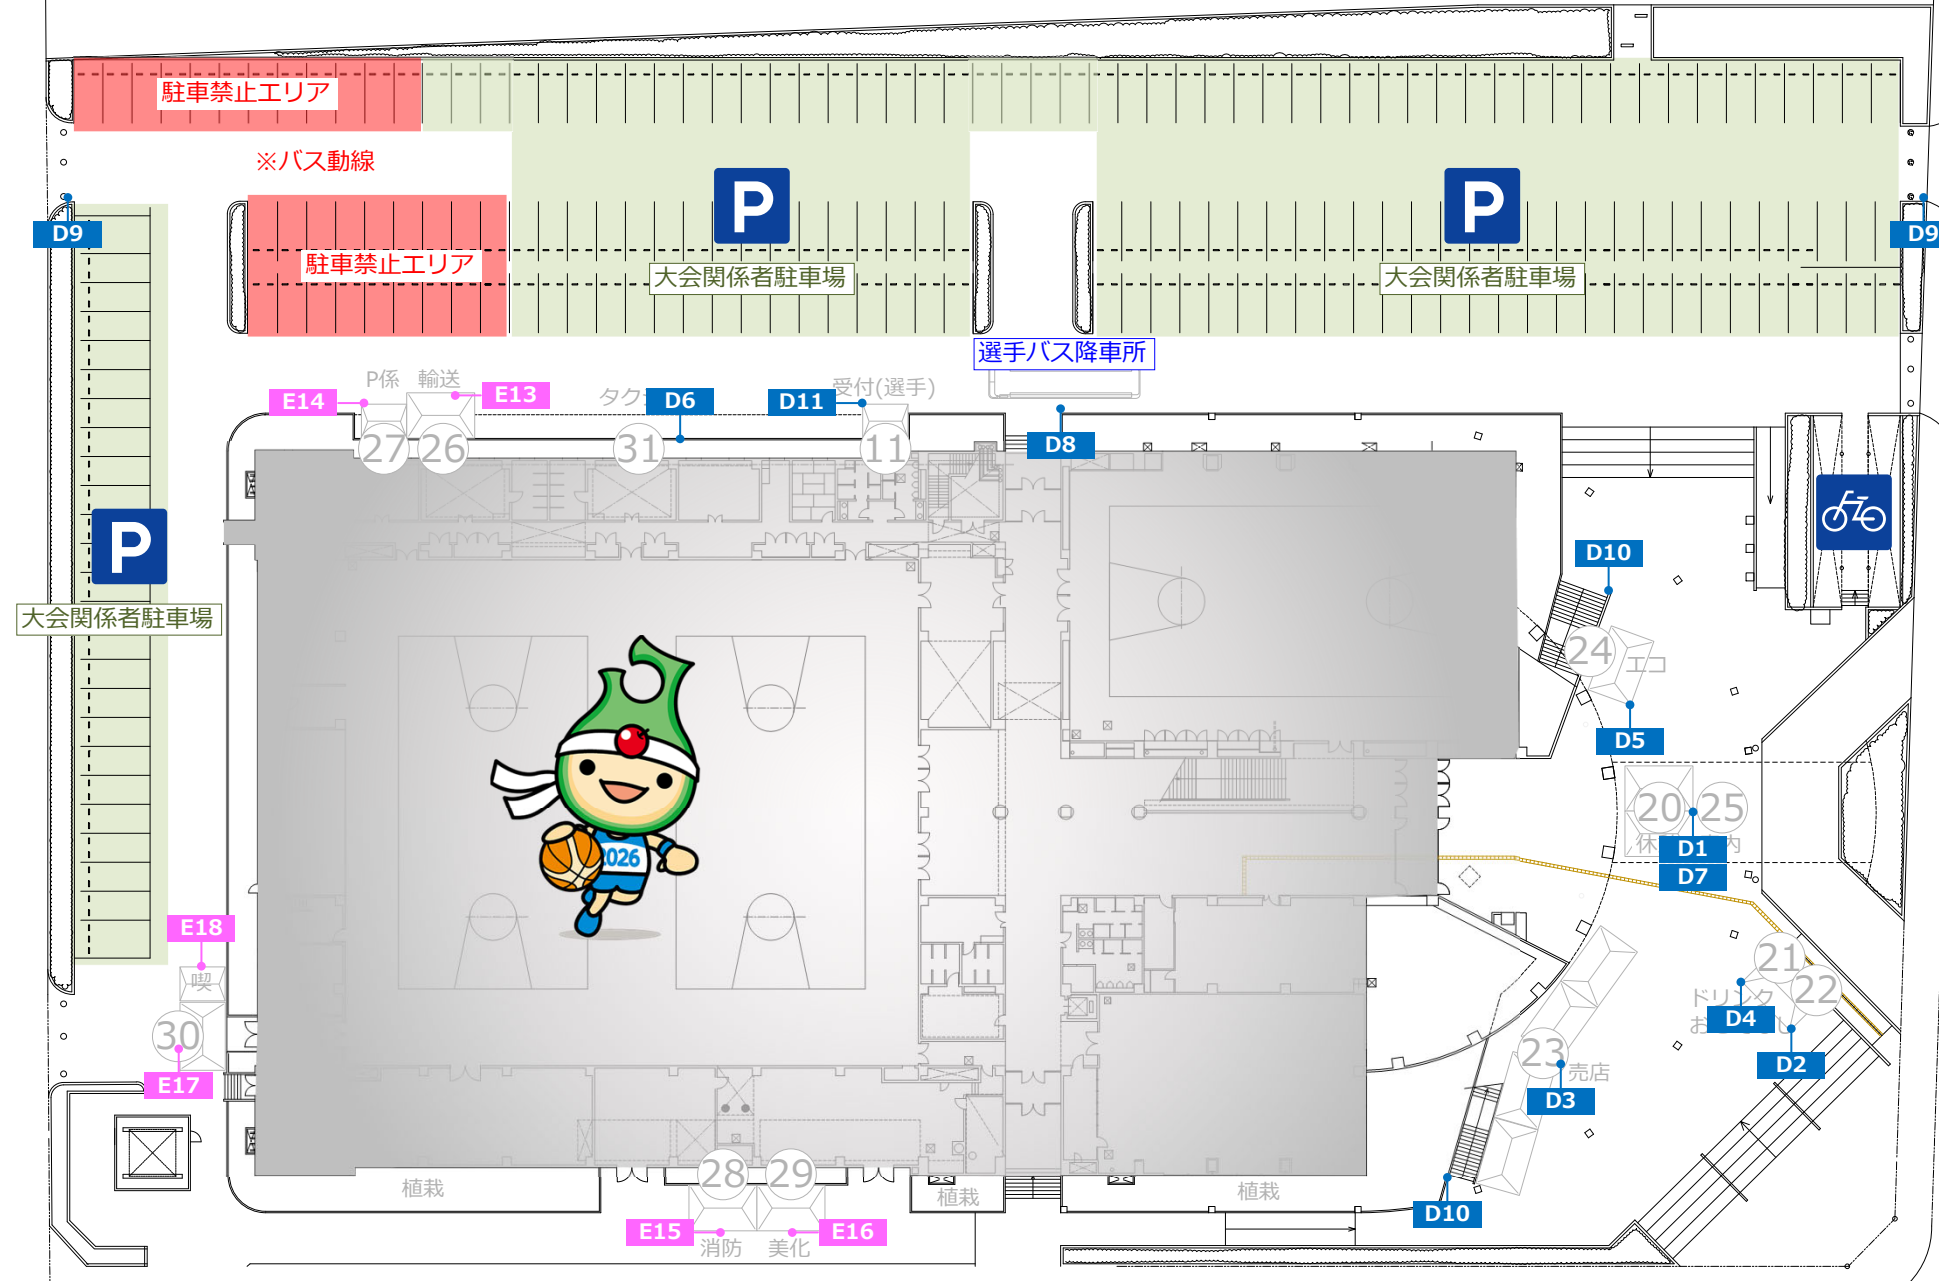 駐車禁止エリア
※バス動線
P
P
D9
D9
駐車禁止エリア
大会関係者駐車場
大会関係者駐車場
選手バス降車所
P係
輸送
E14
E13
タク
D6
D11
受付(選手)
27
26
31
11
D8
P
大会関係者駐車場
D10
24
エコ
D5
20
25
休
内
D1
D7
2026
E18
喫
30
E17
21
22
ドリンク
お
D4
D2
23
売店
D3
28
29
植栽
植栽
植栽
D10
E15
E16
消防
美化